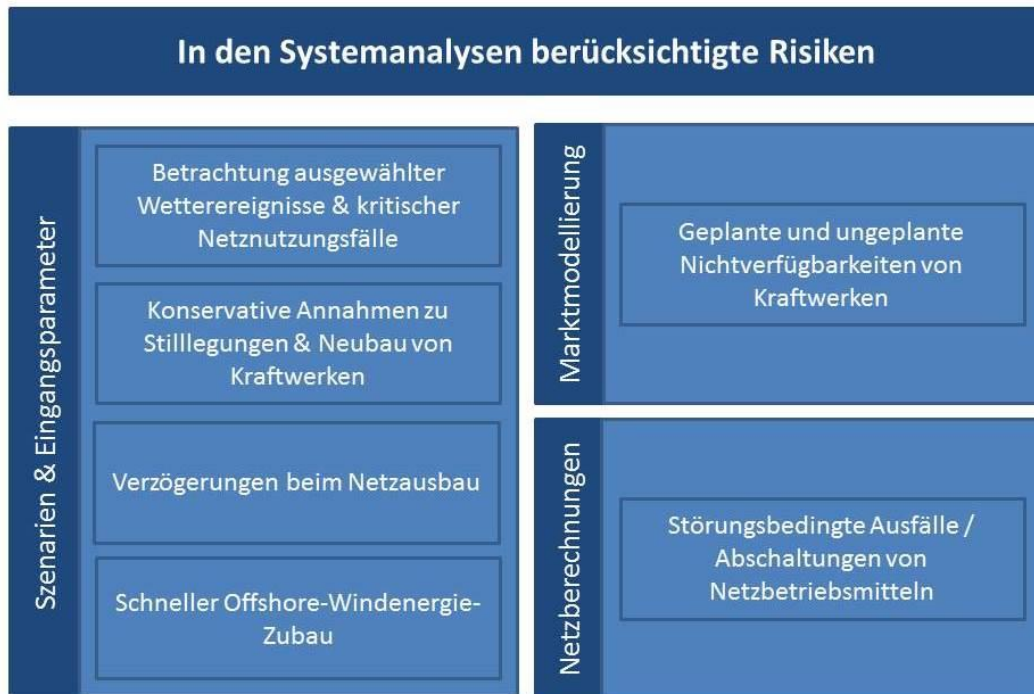 In den Systemanalysen berücksichtigte Risiken
Szenarien & Eingangsparameter
Betrachtung ausgewählter
Wetterereignisse & kritischer
Netznutzungsfälle
Konservative Annahmen zu
Stilllegungen & Neubau von
Kraftwerken
Verzögerungen beim Netzausbau
Schneller Offshore-Windenergie-
Zubau
Marktmodellierung
Geplante und ungeplante
Nichtverfügbarkeiten von
Kraftwerken
Netzberechnungen
Störungsbedingte Ausfälle /
Abschaltungen von
Netzbetriebsmitteln